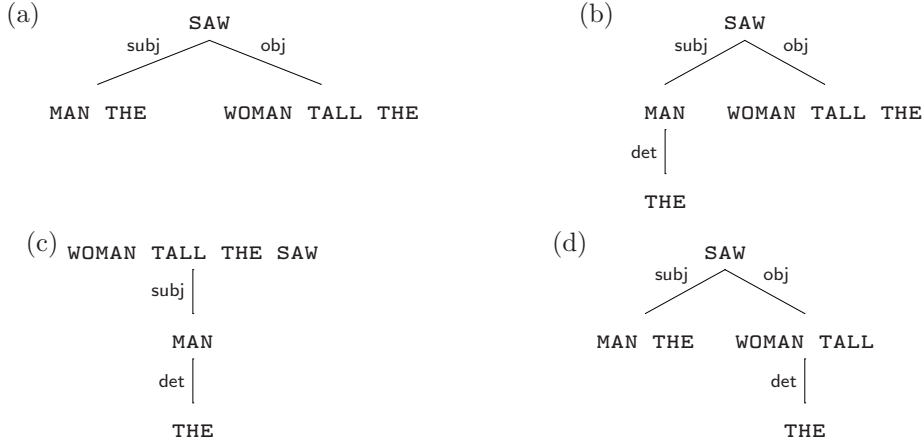 (a)
SAW
subj obj
MAN THE WOMAN TALL THE
(b)
SAW
subj obj
MAN WOMAN TALL THE
det
THE
(c)
WOMAN TALL THE SAW
subj
MAN
det
THE
(d)
SAW
subj obj
MAN THE WOMAN TALL
det
THE